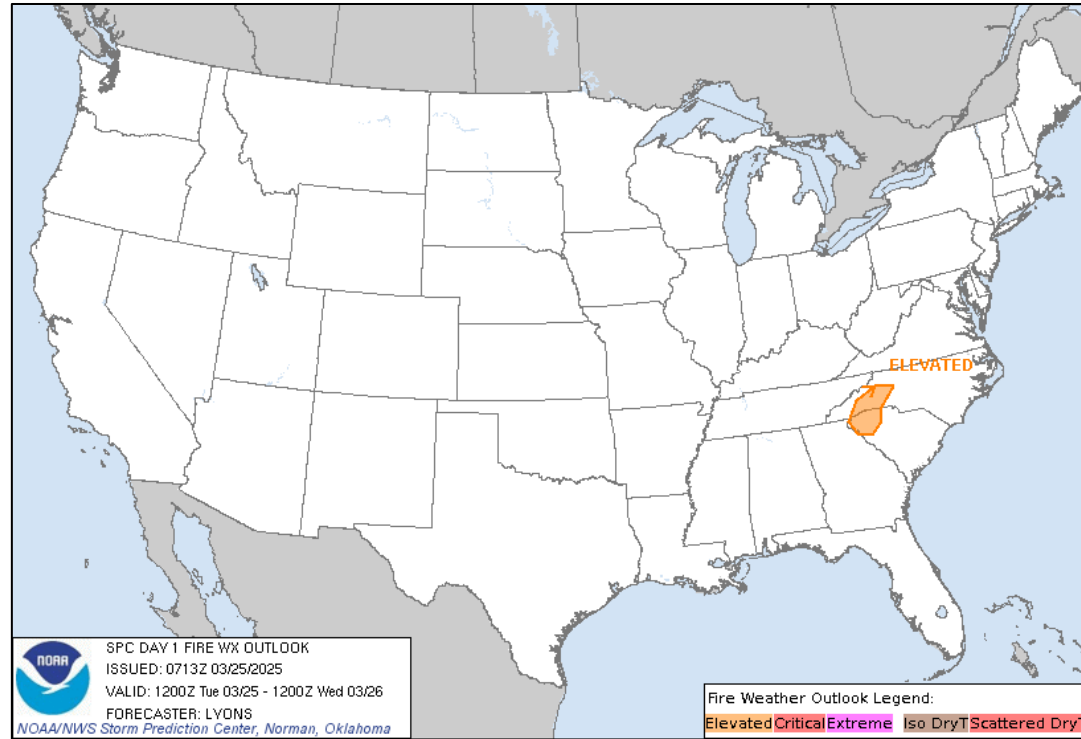 ELEVATED
NOAA
SPC DAY 1 FIRE WX OUTLOOK
ISSUED: 0713Z 03/25/2025
VALID: 1200Z Tue 03/25 - 1200Z Wed 03/26
FORECASTER: LYONS
NOAA/NWS Storm Prediction Center, Norman, Oklahoma
Fire Weather Outlook Legend:
Elevated Critical Extreme Iso DryT Scattered DryT